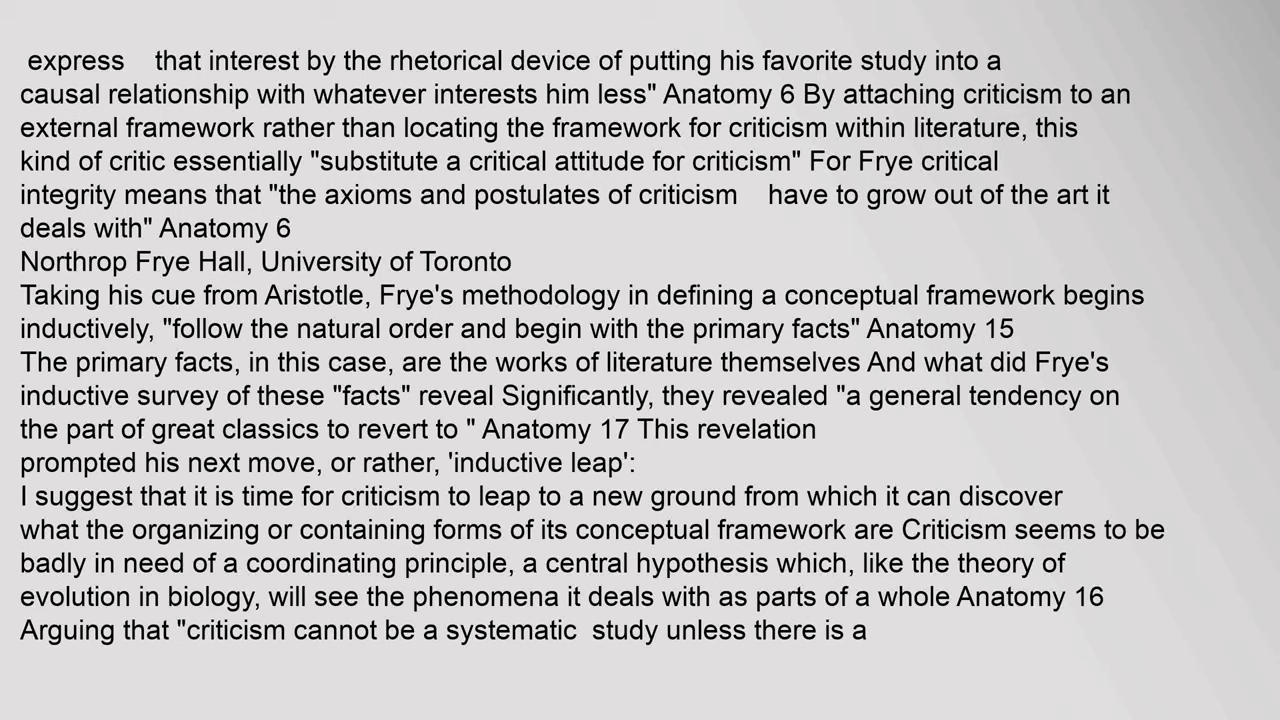 express that interest by the rhetorical device of putting his favorite study into a
causal relationship with whatever interests him less" Anatomy 6 By attaching criticism to an
external framework rather than locating the framework for criticism within literature, this
kind of critic essentially "substitute a critical attitude for criticism" For Frye critical
integrity means that "the axioms and postulates of criticism have to grow out of the art it
deals with" Anatomy 6
Northrop Frye Hall, University of Toronto
Taking his cue from Aristotle, Frye's methodology in defining a conceptual framework begins
inductively, "follow the natural order and begin with the primary facts" Anatomy 15
The primary facts, in this case, are the works of literature themselves And what did Frye's
inductive survey of these "facts" reveal Significantly, they revealed "a general tendency on
the part of great classics to revert to " Anatomy 17 This revelation
prompted his next move, or rather, 'inductive leap':
I suggest that it is time for criticism to leap to a new ground from which it can discover
what the organizing or containing forms of its conceptual framework are Criticism seems to be
badly in need of a coordinating principle, a central hypothesis which, like the theory of
evolution in biology, will see the phenomena it deals with as parts of a whole Anatomy 16
Arguing that "criticism cannot be a systematic study unless there is a